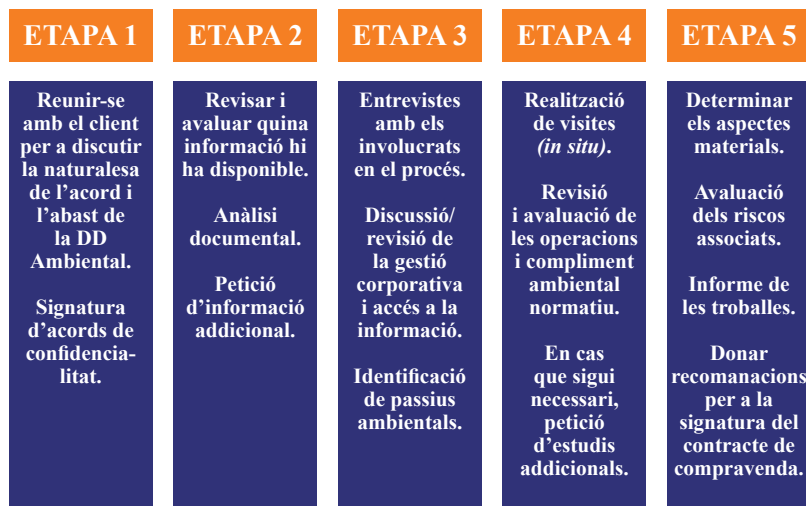 ETAPA 1
Reunir-se
amb el client
per a discutir
la naturalesa
de l’acord i
l’abast de
la DD
Ambiental.
Signatura
d’acords de
confidencia-
litat.
ETAPA 2
Revisar i
avaluar quina
informació hi
ha disponible.
Anàlisi
documental.
Petició
d’informació
addicional.
ETAPA 3
Entrevistes
amb els
involucrats
en el procés.
Discussió/
revisió de
la gestió
corporativa
i accés a la
informació.
Identificació
de passius
ambientals.
ETAPA 4
Realització
de visites
(in situ).
Revisió
i avaluació de
les operacions
i compliment
ambiental
normatiu.
En cas
que sigui
necessari,
petició
d’estudis
addicionals.
ETAPA 5
Determinar
els aspectes
materials.
Avaluació
dels riscos
associats.
Informe de
les troballes.
Donar
recomanacions
per a la
signatura del
contracte de
compravenda.